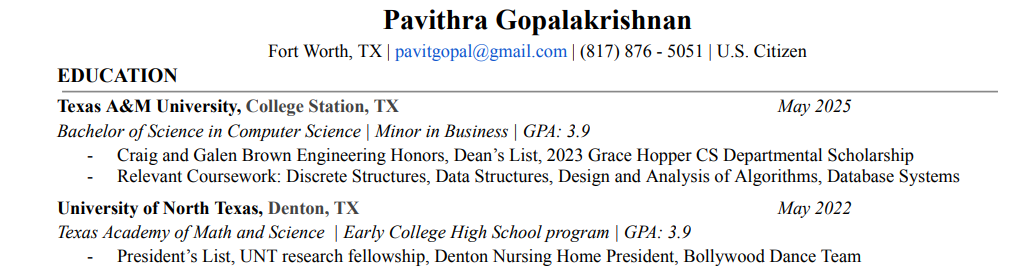 Pavithra Gopalakrishnan
Fort Worth, TX | pavitgopal@gmail.com | (817) 876 - 5051 | U.S. Citizen
EDUCATION
Texas A&M University, College Station, TX May 2025
Bachelor of Science in Computer Science | Minor in Business | GPA: 3.9
- Craig and Galen Brown Engineering Honors, Dean’s List, 2023 Grace Hopper CS Departmental Scholarship
- Relevant Coursework: Discrete Structures, Data Structures, Design and Analysis of Algorithms, Database Systems
University of North Texas, Denton, TX May 2022
Texas Academy of Math and Science | Early College High School program | GPA: 3.9
- President’s List, UNT research fellowship, Denton Nursing Home President, Bollywood Dance Team